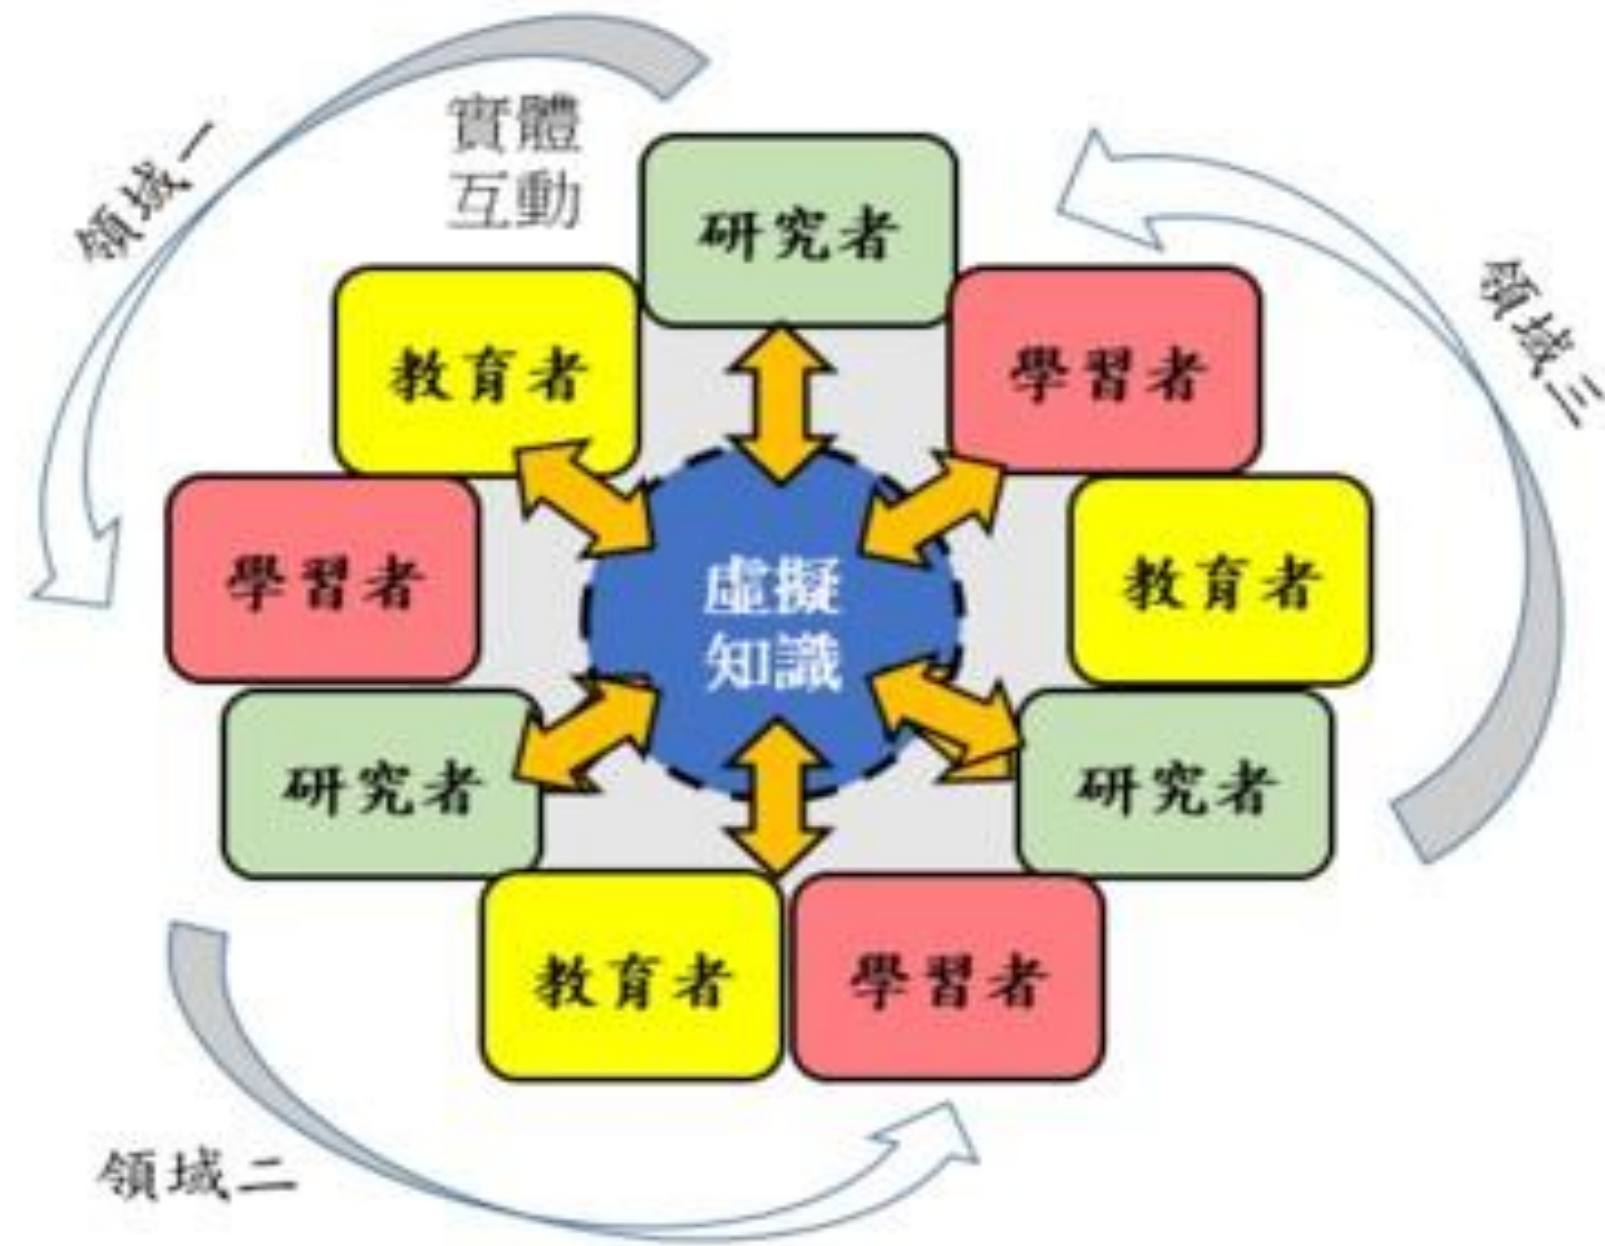 實體
互動
領域一
研究者
領域三
教育者
學習者
學習者
虛擬
知識
教育者
研究者
研究者
教育者
學習者
領域二